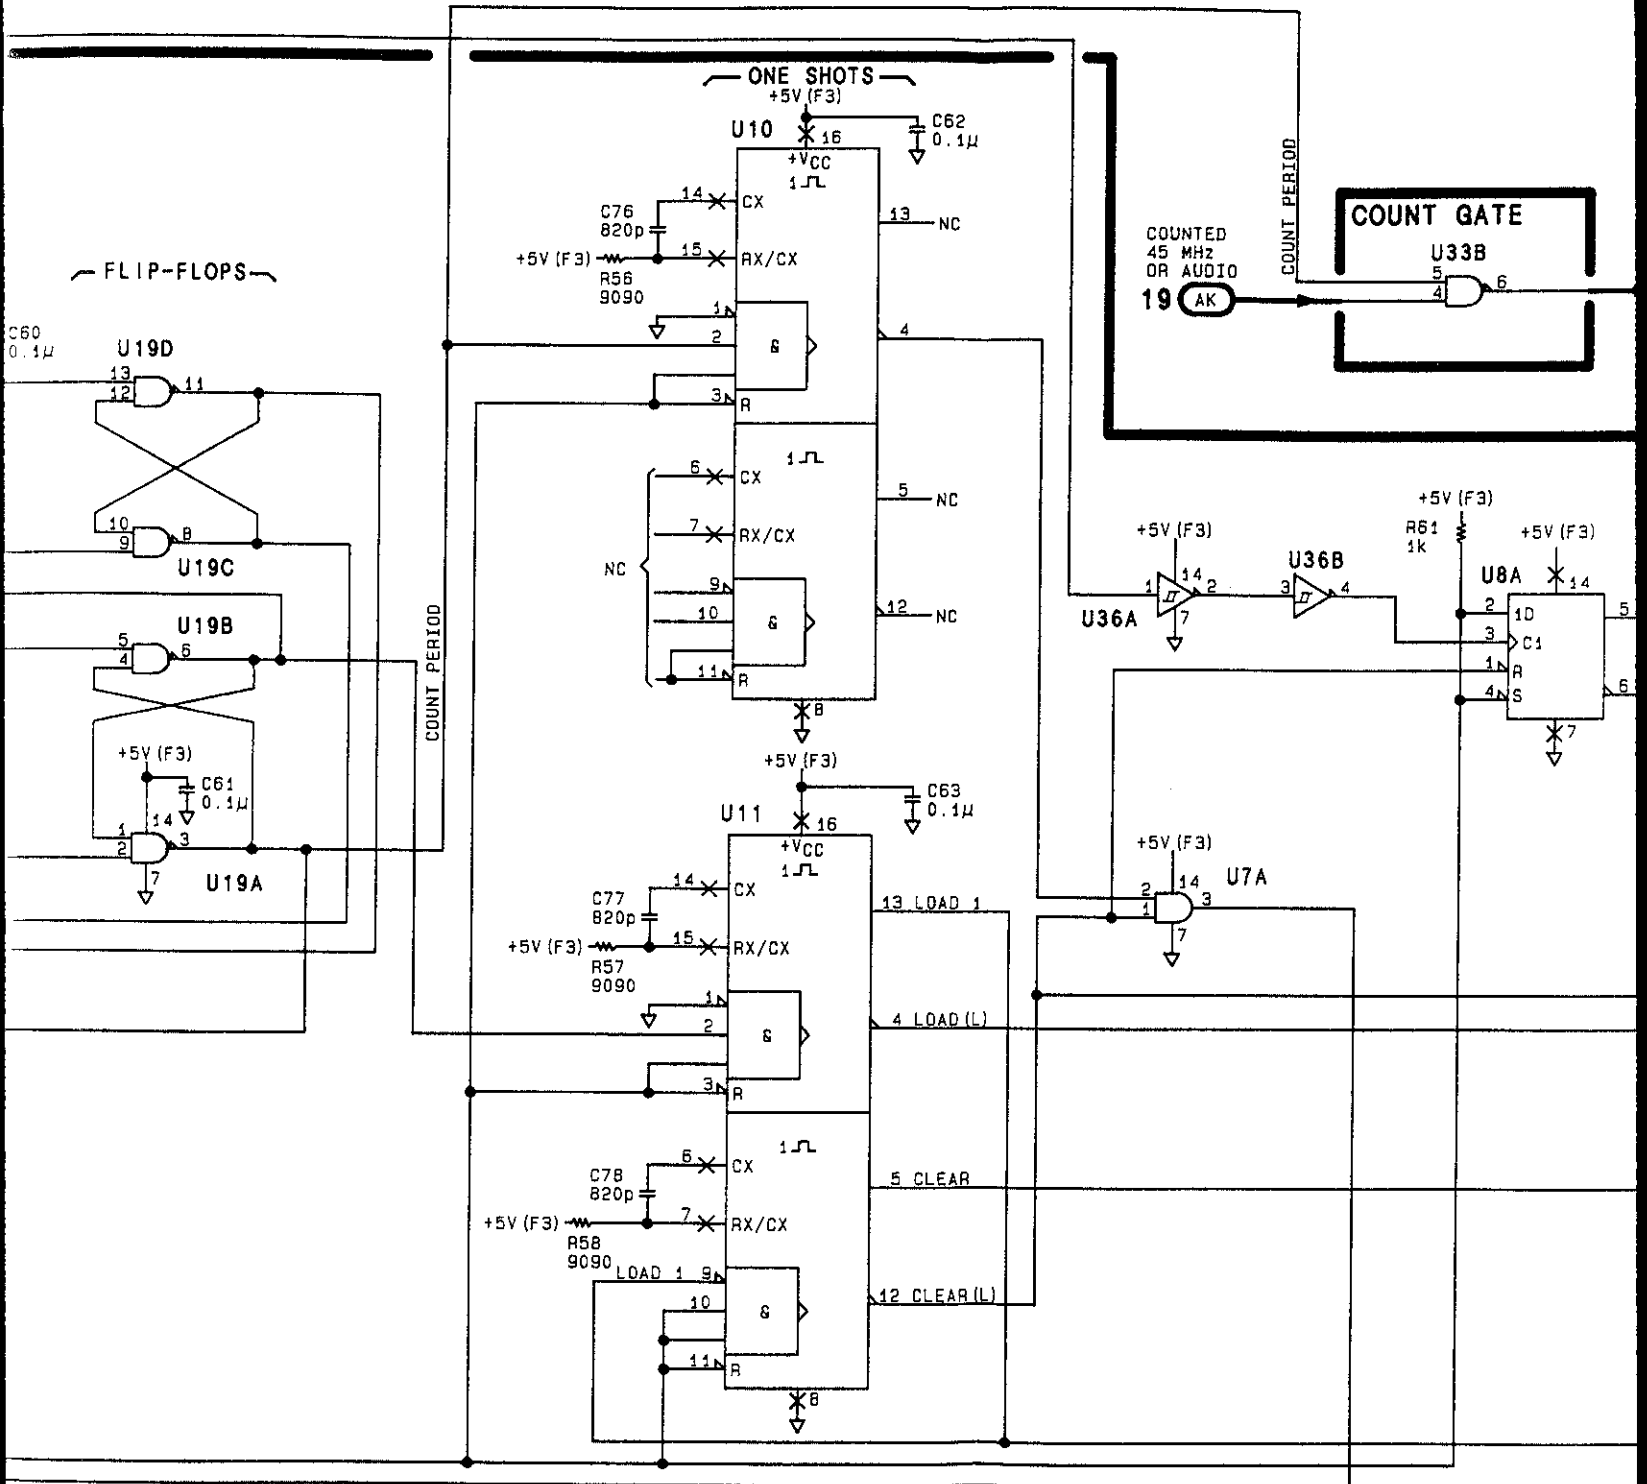 ONE SHOTS
+5V (F3)
C62
0.1µ
U10
16
+VCC
1
14
CX
C76
820p
+5V (F3)
15
RX/CX
R56
9090
13
NC
1
2
&
4
3
R
1
6
CX
5
NC
7
RX/CX
NC
9
10
&
12
NC
11
R
8
COUNT PERIOD
COUNT GATE
U33B
COUNTED
45 MHz
OR AUDIO
19
AK
5
4
6
FLIP-FLOPS
C60
0.1µ
U19D
13
12
11
10
9
8
U19C
U19B
5
4
6
COUNT PERIOD
+5V (F3)
C61
0.1µ
14
1
2
3
7
U19A
+5V (F3)
14
1
2
7
U36A
U36B
3
4
+5V (F3)
R61
1k
+5V (F3)
U8A
14
2
1D
5
3
C1
1
R
4
S
6
7
+5V (F3)
C63
0.1µ
U11
16
+VCC
1
14
CX
C77
820p
13 LOAD 1
+5V (F3)
15
RX/CX
R57
9090
1
2
&
4 LOAD (L)
3
R
1
6
CX
C78
820p
5 CLEAR
+5V (F3)
7
RX/CX
R58
9090
LOAD 1
9
10
&
12 CLEAR (L)
11
R
8
+5V (F3)
U7A
14
2
1
3
7